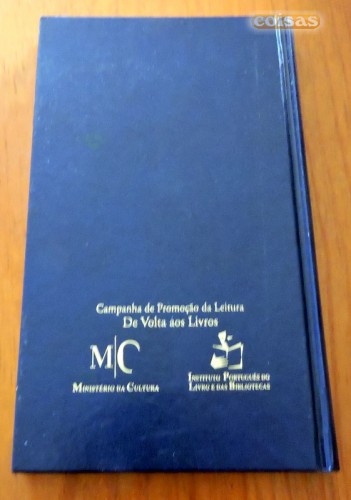 coisas
Campanha de Promoção da Leitura
De Volta aos Livros
M|C
Ministério da Cultura
Instituto Português do
Livro e das Bibliotecas